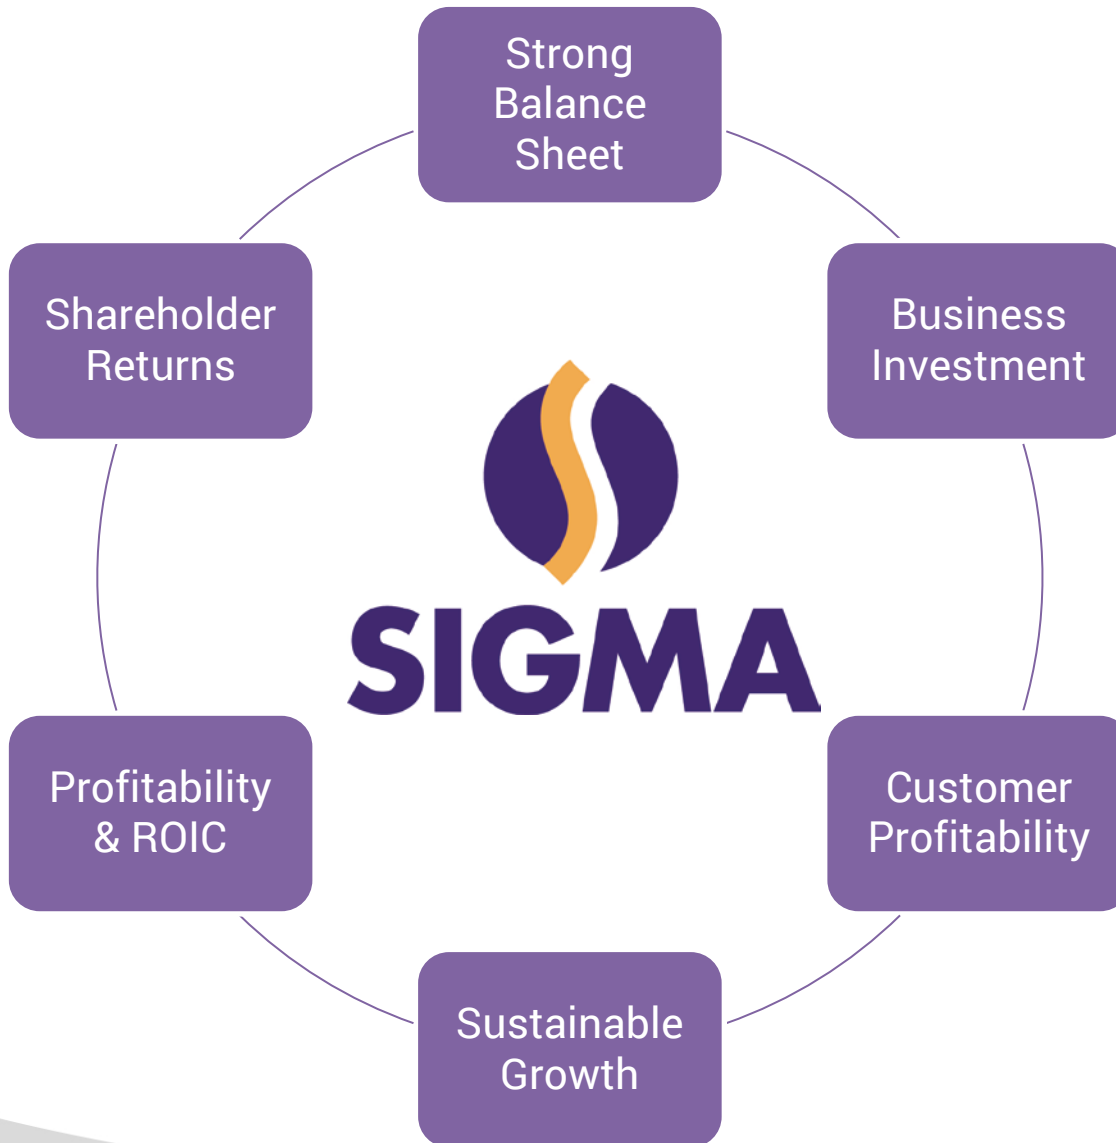 Strong
Balance
Sheet
Business
Investment
Customer
Profitability
Sustainable
Growth
Profitability
& ROIC
Shareholder
Returns
SIGMA